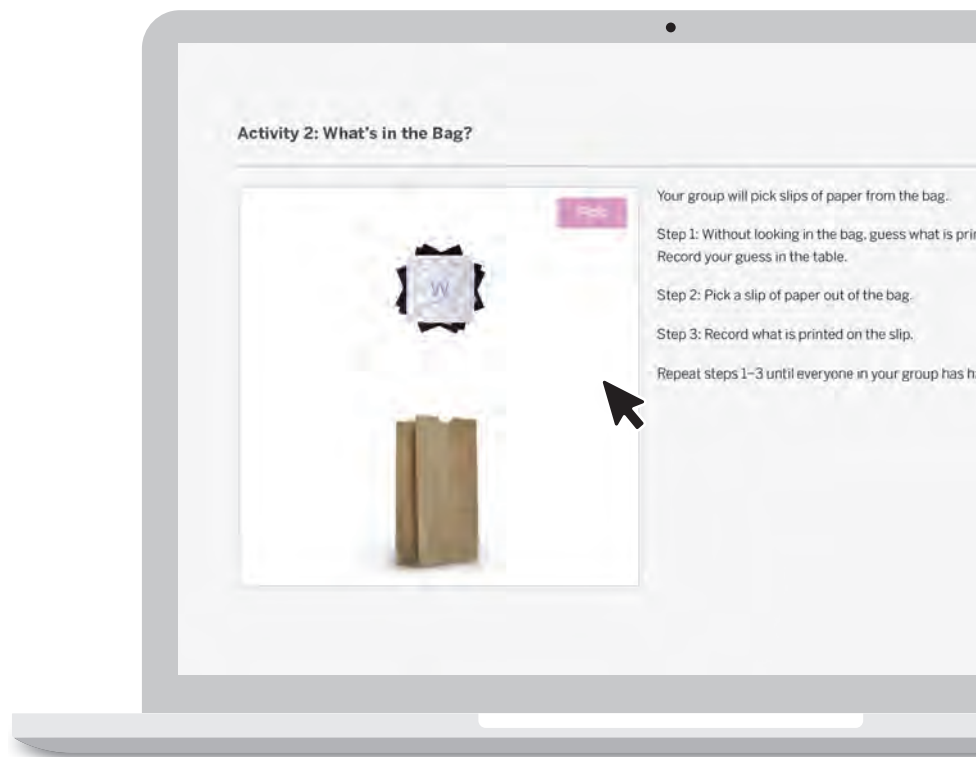 Activity 2: What's in the Bag?
Pick
W
Your group will pick slips of paper from the bag.
Step 1: Without looking in the bag, guess what is prin
Record your guess in the table.
Step 2: Pick a slip of paper out of the bag.
Step 3: Record what is printed on the slip.
Repeat steps 1–3 until everyone in your group has h